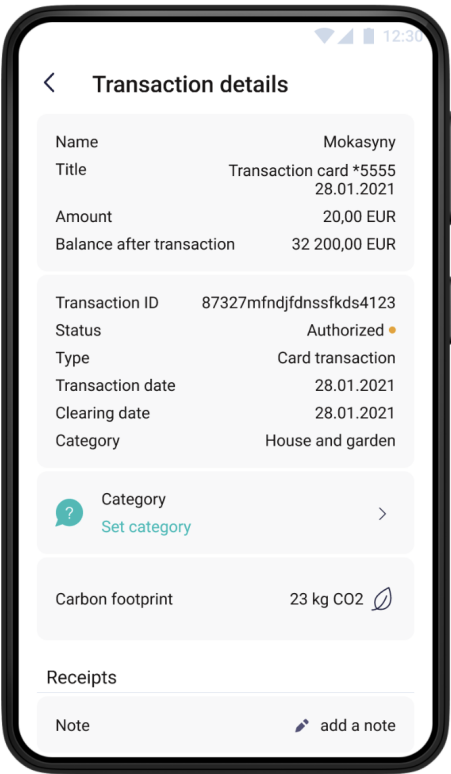 12:30
Transaction details
Name Mokasyny
Title Transaction card *5555
28.01.2021
Amount 20,00 EUR
Balance after transaction 32 200,00 EUR
Transaction ID 87327mfndjfdnssfkds4123
Status Authorized
Type Card transaction
Transaction date 28.01.2021
Clearing date 28.01.2021
Category House and garden
?
Category
Set category
Carbon footprint 23 kg CO2
Receipts
Note add a note